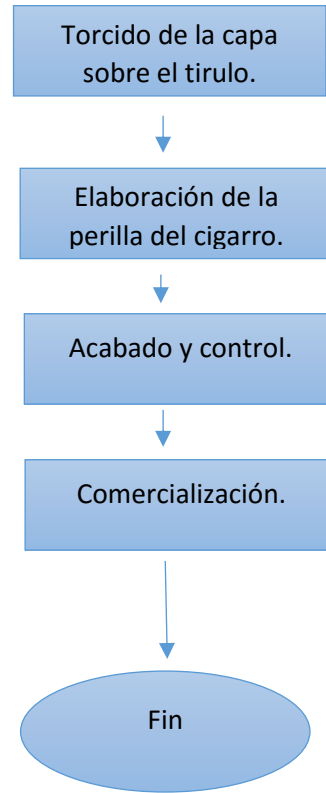 Torcido de la capa
sobre el tirulo.
Elaboración de la
perilla del cigarro.
Acabado y control.
Comercialización.
Fin